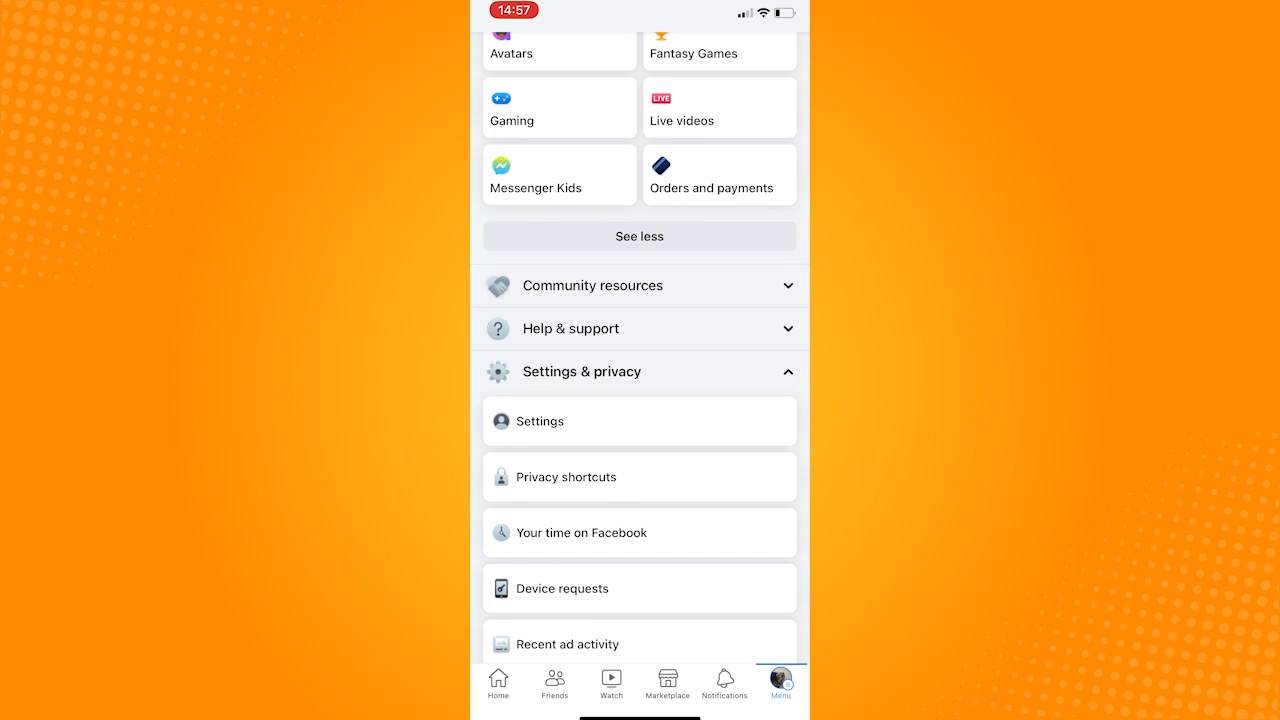 14:57
Avatars
Fantasy Games
Gaming
LIVE
Live videos
Messenger Kids
Orders and payments
See less
Community resources
Help & support
Settings & privacy
Settings
Privacy shortcuts
Your time on Facebook
Device requests
Recent ad activity
Home
Friends
Watch
Marketplace
Notifications
Menu